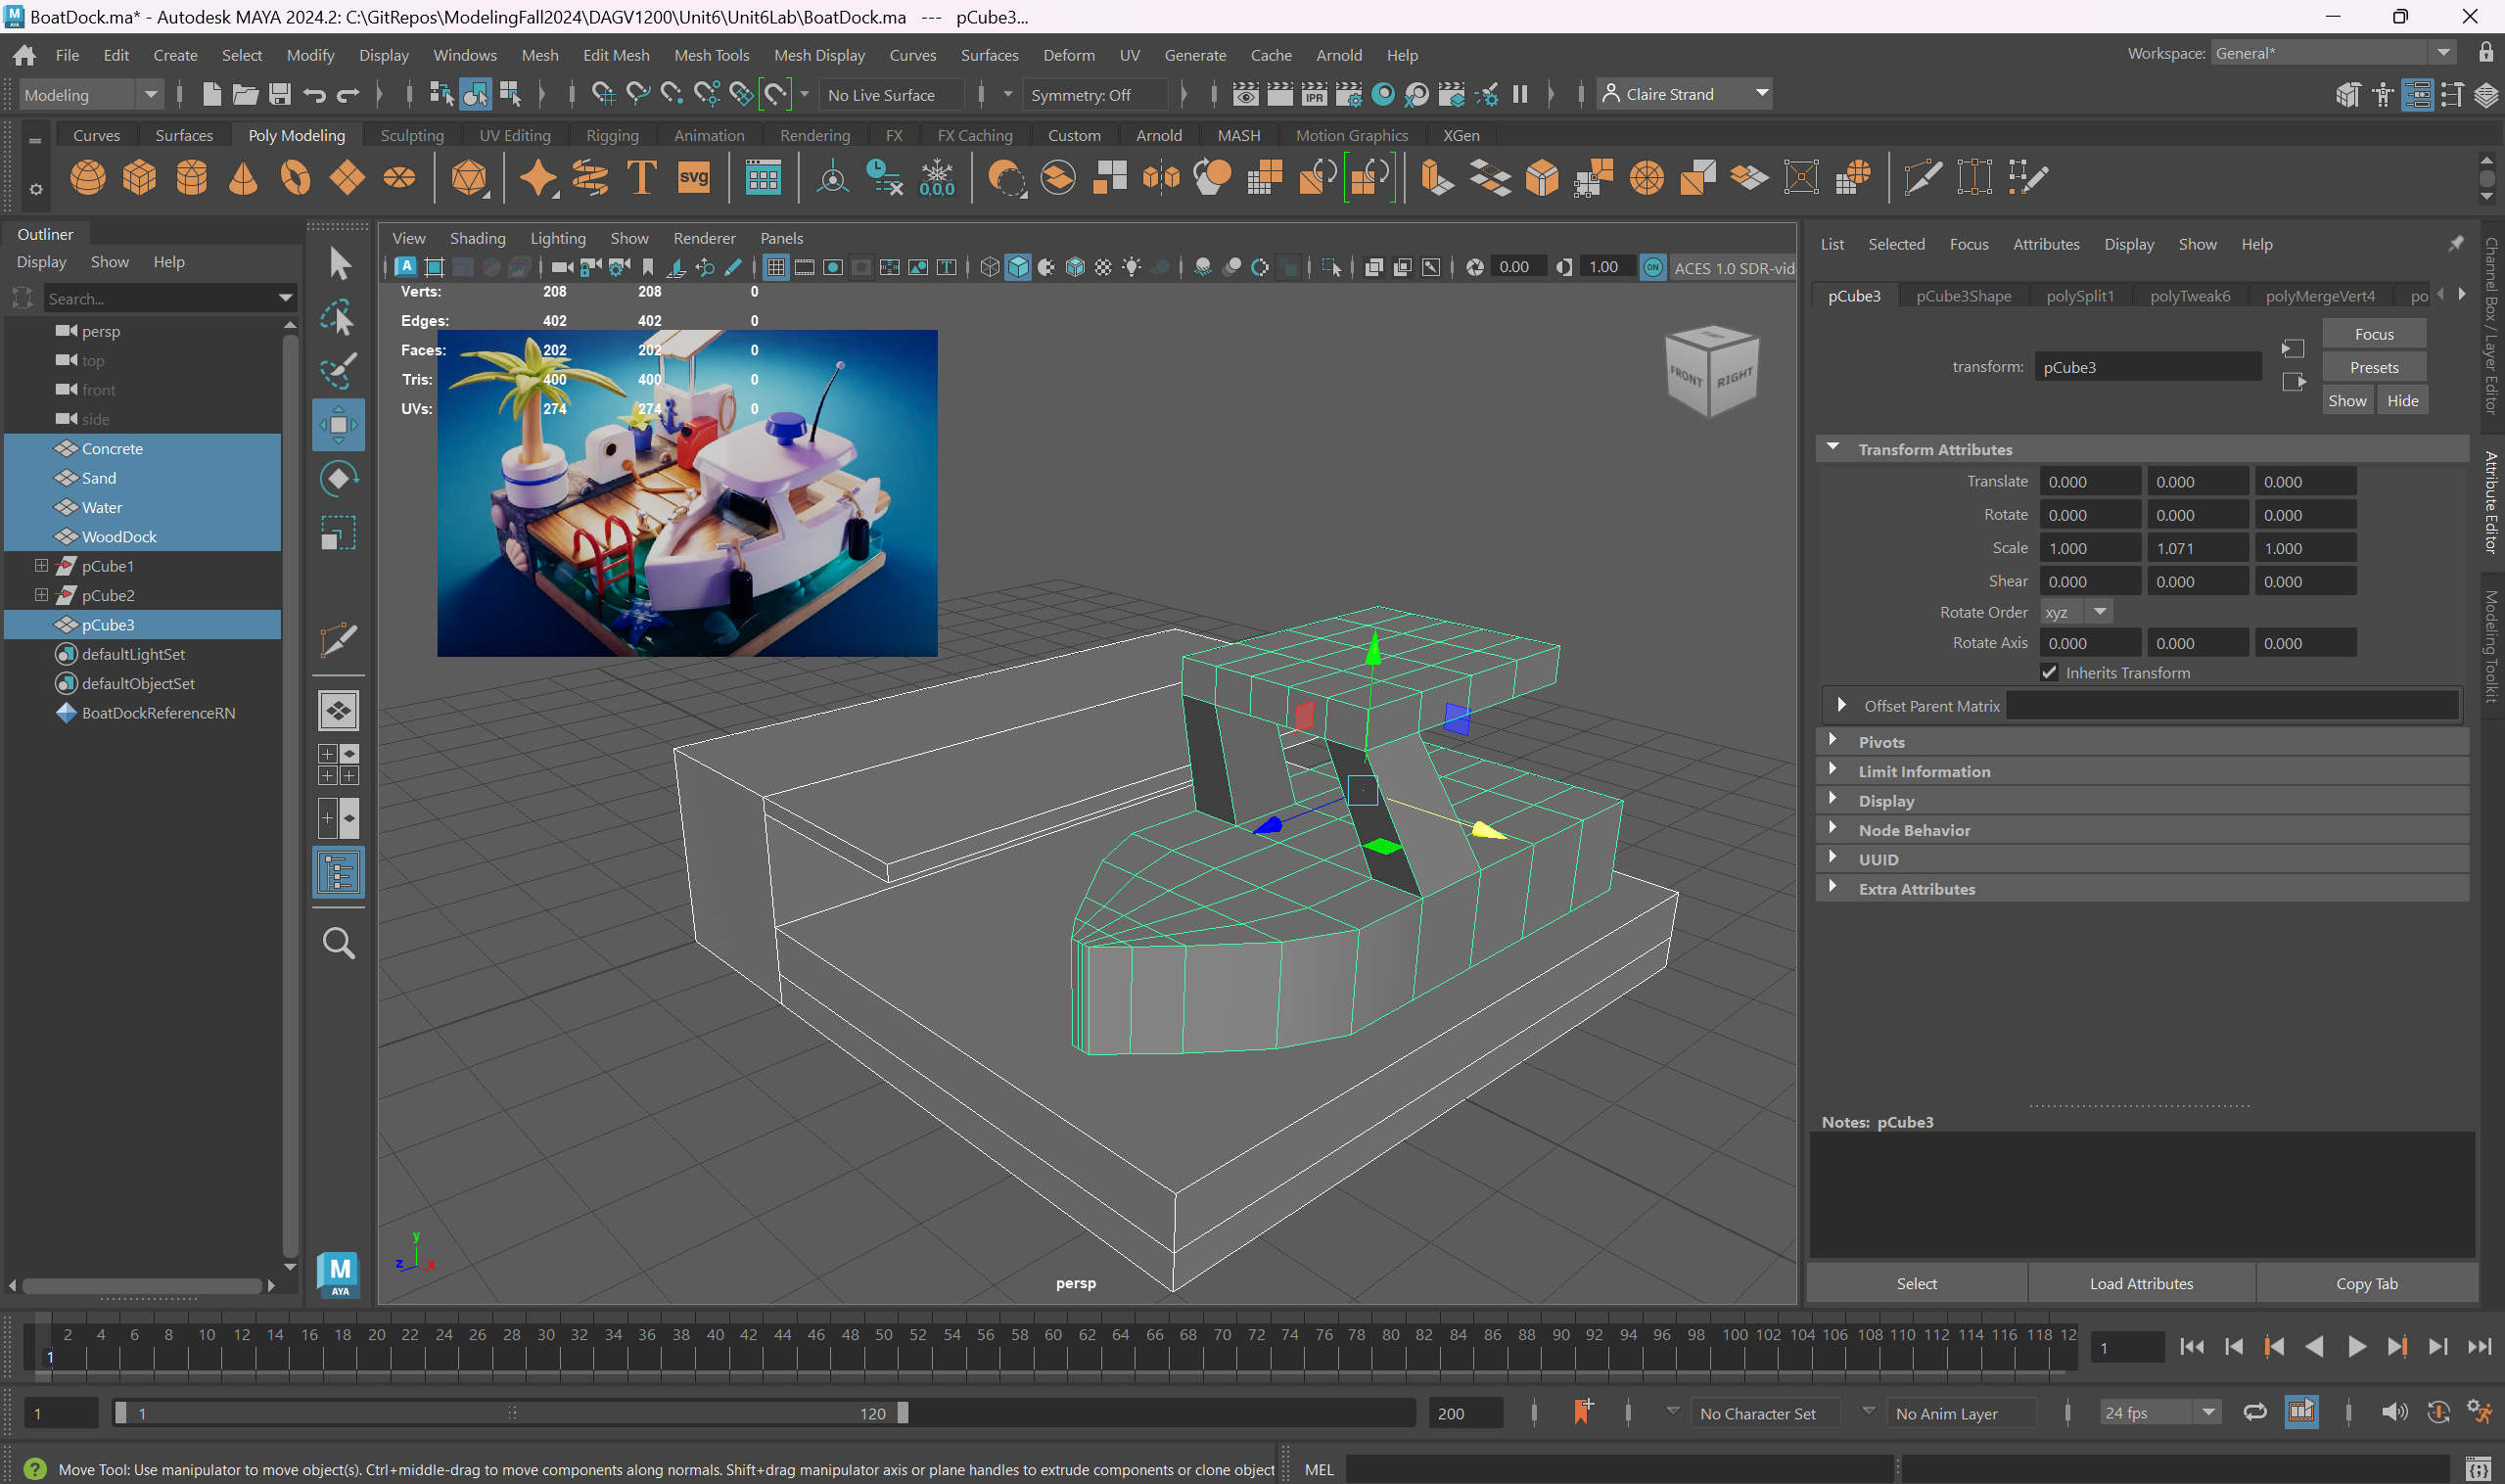 BoatDock.ma* - Autodesk MAYA 2024.2: C:\GitRepos\ModelingFall2024\DAGV1200\Unit6\Unit6Lab\BoatDock.ma --- pCube3...
File Edit Create Select Modify Display Windows Mesh Edit Mesh Mesh Tools Mesh Display Curves Surfaces Deform UV Generate Cache Arnold Help
Workspace: General*
Modeling No Live Surface Symmetry: Off IPR Claire Strand
Curves Surfaces Poly Modeling Sculpting UV Editing Rigging Animation Rendering FX FX Caching Custom Arnold MASH Motion Graphics XGen
T svg 0,0,0
Outliner
Display Show Help
Search...
persp
top
front
side
Concrete
Sand
Water
WoodDock
pCube1
pCube2
pCube3
defaultLightSet
defaultObjectSet
BoatDockReferenceRN
M
AYA
View Shading Lighting Show Renderer Panels
0.00 1.00 ON ACES 1.0 SDR-vid
Verts: 208 208 0
Edges: 402 402 0
Faces: 202 202 0
Tris: 400 400 0
UVs: 274 274 0
FRONT RIGHT
y
z x
persp
List Selected Focus Attributes Display Show Help
pCube3 pCube3Shape polySplit1 polyTweak6 polyMergeVert4 po
Focus
transform: pCube3
Presets
Show Hide
Transform Attributes
Translate 0.000 0.000 0.000
Rotate 0.000 0.000 0.000
Scale 1.000 1.071 1.000
Shear 0.000 0.000 0.000
Rotate Order xyz
Rotate Axis 0.000 0.000 0.000
Inherits Transform
Offset Parent Matrix
Pivots
Limit Information
Display
Node Behavior
UUID
Extra Attributes
Notes: pCube3
Select Load Attributes Copy Tab
Channel Box / Layer Editor
Attribute Editor
Modeling Toolkit
2 4 6 8 10 12 14 16 18 20 22 24 26 28 30 32 34 36 38 40 42 44 46 48 50 52 54 56 58 60 62 64 66 68 70 72 74 76 78 80 82 84 86 88 90 92 94 96 98 100 102 104 106 108 110 112 114 116 118 12
1 1
1 1 120 200 No Character Set No Anim Layer 24 fps
Move Tool: Use manipulator to move object(s). Ctrl+middle-drag to move components along normals. Shift+drag manipulator axis or plane handles to extrude components or clone object
MEL